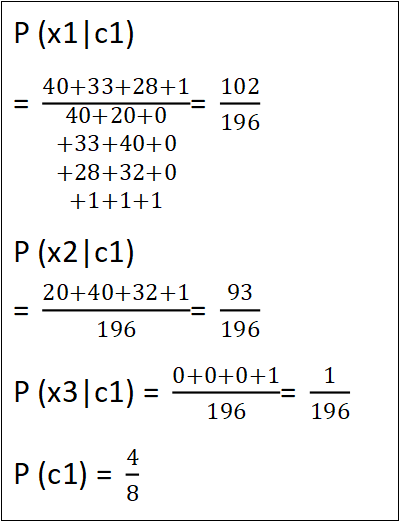 P (x1|c1)
= 40+33+28+1 / 40+20+0 +33+40+0 +28+32+0 +1+1+1 = 102 / 196
P (x2|c1)
= 20+40+32+1 / 196 = 93 / 196
P (x3|c1) = 0+0+0+1 / 196 = 1 / 196
P (c1) = 4 / 8